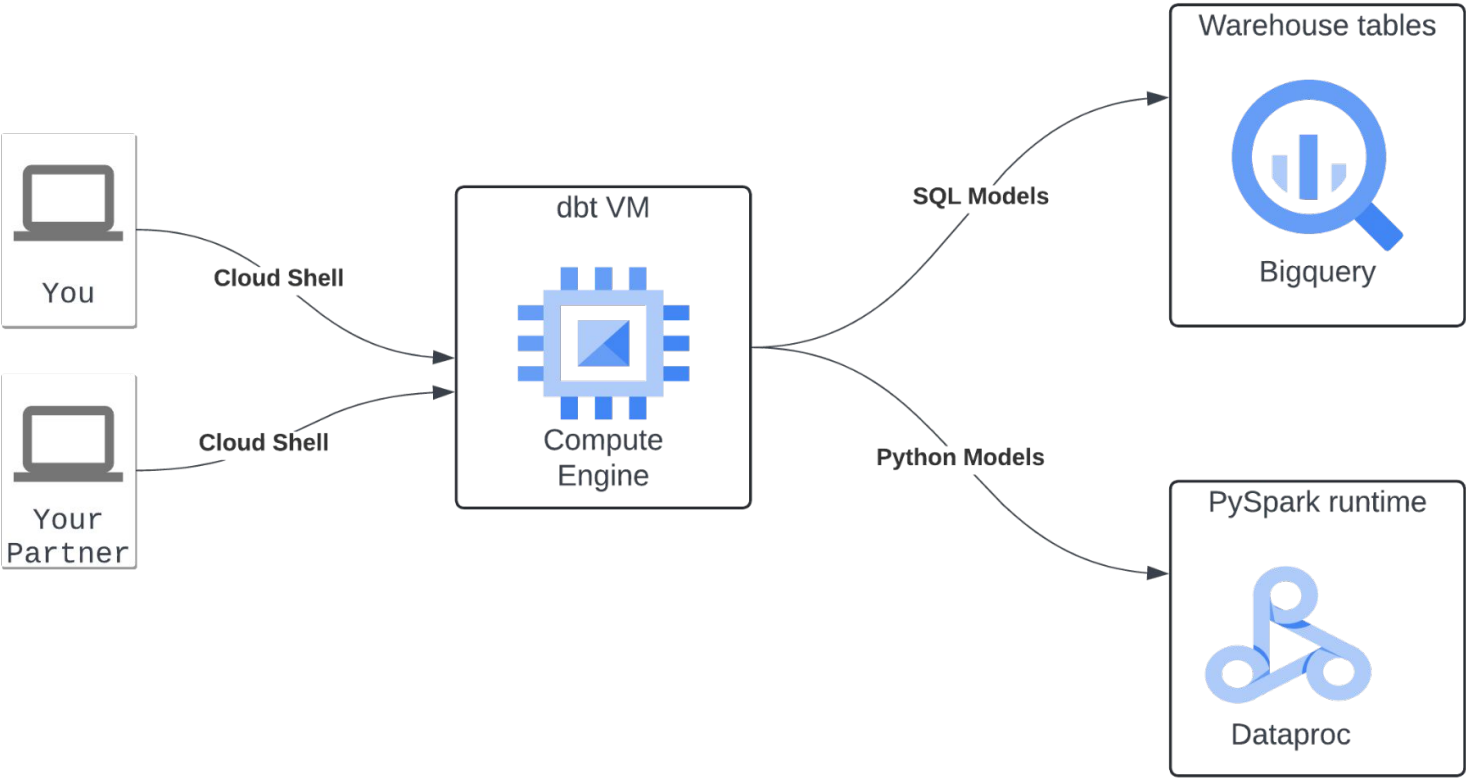 You
Your
Partner
Cloud Shell
Cloud Shell
dbt VM
Compute
Engine
SQL Models
Python Models
Warehouse tables
Bigquery
PySpark runtime
Dataproc